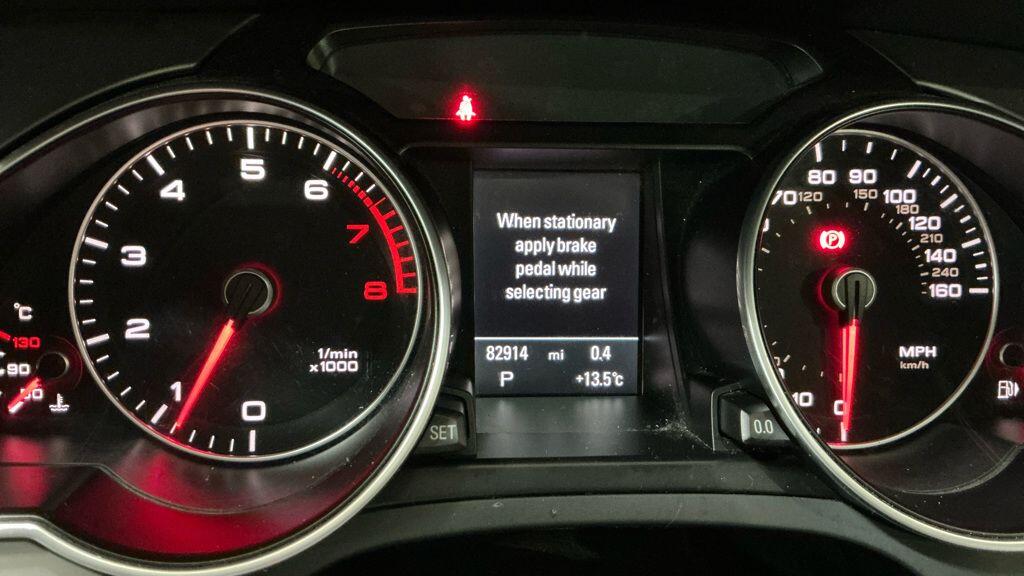 °C
130
90
50
5
6
4
7
3
8
2
1/min
x1000
1
0
SET
When stationary
apply brake
pedal while
selecting gear
82914 mi 0.4
P +13.5°C
0.0
80 90
70 120 150 100
180
120
210
140
240
160
P
MPH
km/h
10
0